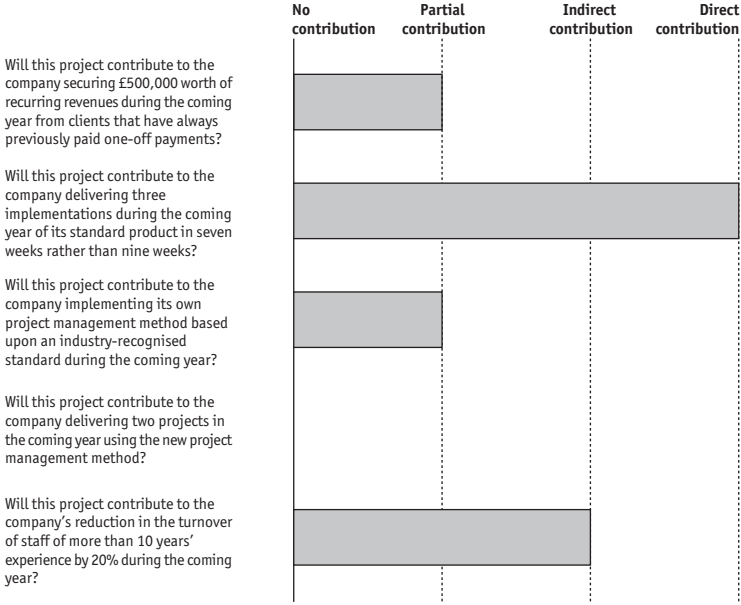 No contribution
Partial contribution
Indirect contribution
Direct contribution
Will this project contribute to the
company securing £500,000 worth of
recurring revenues during the coming
year from clients that have always
previously paid one-off payments?
Will this project contribute to the
company delivering three
implementations during the coming
year of its standard product in seven
weeks rather than nine weeks?
Will this project contribute to the
company implementing its own
project management method based
upon an industry-recognised
standard during the coming year?
Will this project contribute to the
company delivering two projects in
the coming year using the new project
management method?
Will this project contribute to the
company’s reduction in the turnover
of staff of more than 10 years’
experience by 20% during the coming
year?